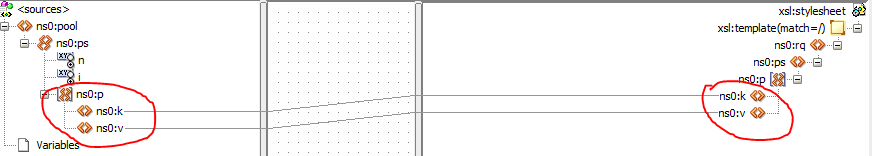 <sources>
ns0:pool
ns0:ps
n
i
ns0:p
ns0:k
ns0:v
Variables
xsl:stylesheet
xsl:template(match=/)
ns0:rq
ns0:ps
ns0:p
ns0:k
ns0:v